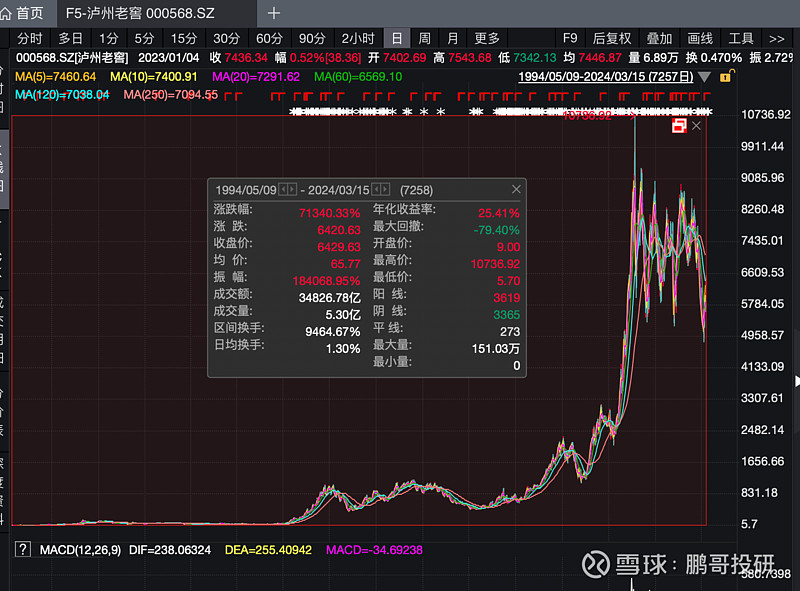 首页 F5-泸州老窖 000568.SZ
分时 多日 1分 5分 15分 30分 60分 90分 2小时 日 周 月 更多 F9 后复权 叠加 画线 工具 >>
000568.SZ[泸州老窖] 2023/01/04 收 7436.34 幅 0.52%[38.36] 开 7402.69 高 7543.68 低 7342.13 均 7446.87 量 6.89万 换 0.470% 振 2.72%
MA(5)=7460.64 MA(10)=7400.91 MA(20)=7291.62 MA(60)=6569.10 1994/05/09-2024/03/15 (7257日)
MA(120)=7038.04 MA(250)=7094.55
10736.92
10736.92
9911.44
9085.96
8260.48
7435.01
6609.53
5784.05
4958.57
4133.09
3307.61
2482.14
1656.66
831.18
5.7
1994/05/09 - 2024/03/15 (7258)
涨跌幅: 71340.33% 年化收益率: 25.41%
涨 跌: 6420.63 最大回撤: -79.40%
收盘价: 6429.63 开盘价: 9.00
均 价: 65.77 最高价: 10736.92
振 幅: 184068.95% 最低价: 5.70
成交额: 34826.78亿 阳 线: 3619
成交量: 5.30亿 阴 线: 3365
区间换手: 9464.67% 平 线: 273
日均换手: 1.30% 最大量: 151.03万
最小量: 0
? MACD(12,26,9) DIF=238.06324 DEA=255.40942 MACD=-34.69238
雪球：鹏哥投研
580.7398